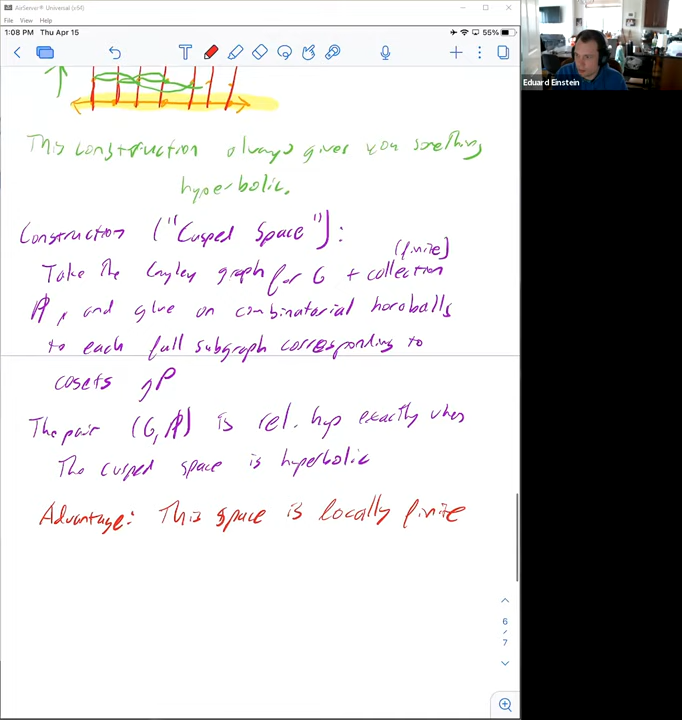 AirServer® Universal (x64)
File View Help
1:08 PM Thu Apr 15
55%
Eduard Einstein
This construction always gives you something
hyperbolic.
Construction ("Cusped Space"):
(finite)
Take the Cayley graph for G + collection
P, and glue on combinatarial horoballs
to each full subgraph corresponding to
cosets gP
The pair (G, P) is rel. hyp exactly when
The cusped space is hyperbolic
Advantage: This space is locally finite
6
/
7